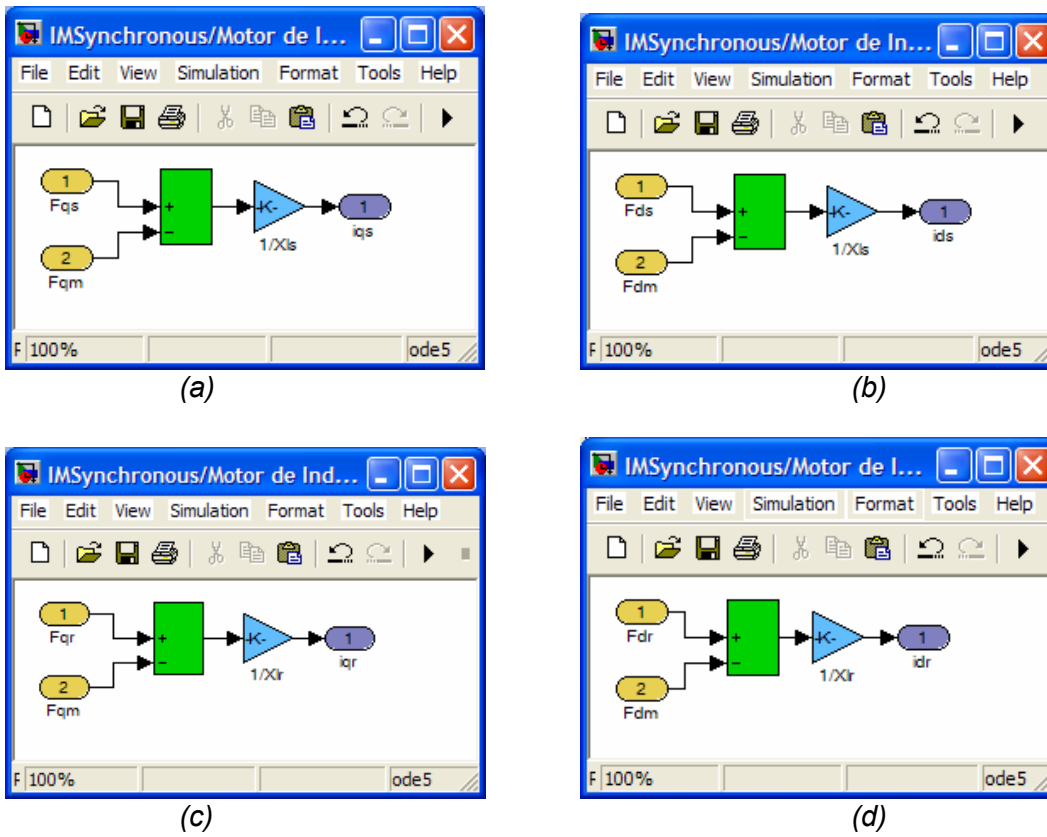 IMSynchronous/Motor de I...
File Edit View Simulation Format Tools Help
1
Fqs
2
Fqm
+
-
-K-
1/Xls
1
iqs
F 100%
ode5
(a)
IMSynchronous/Motor de In...
File Edit View Simulation Format Tools Help
1
Fds
2
Fdm
+
-
-K-
1/Xls
1
ids
F 100%
ode5
(b)
IMSynchronous/Motor de Ind...
File Edit View Simulation Format Tools Help
1
Fqr
2
Fqm
+
-
-K-
1/Xlr
1
iqr
F 100%
ode5
(c)
IMSynchronous/Motor de I...
File Edit View Simulation Format Tools Help
1
Fdr
2
Fdm
+
-
-K-
1/Xlr
1
idr
F 100%
ode5
(d)